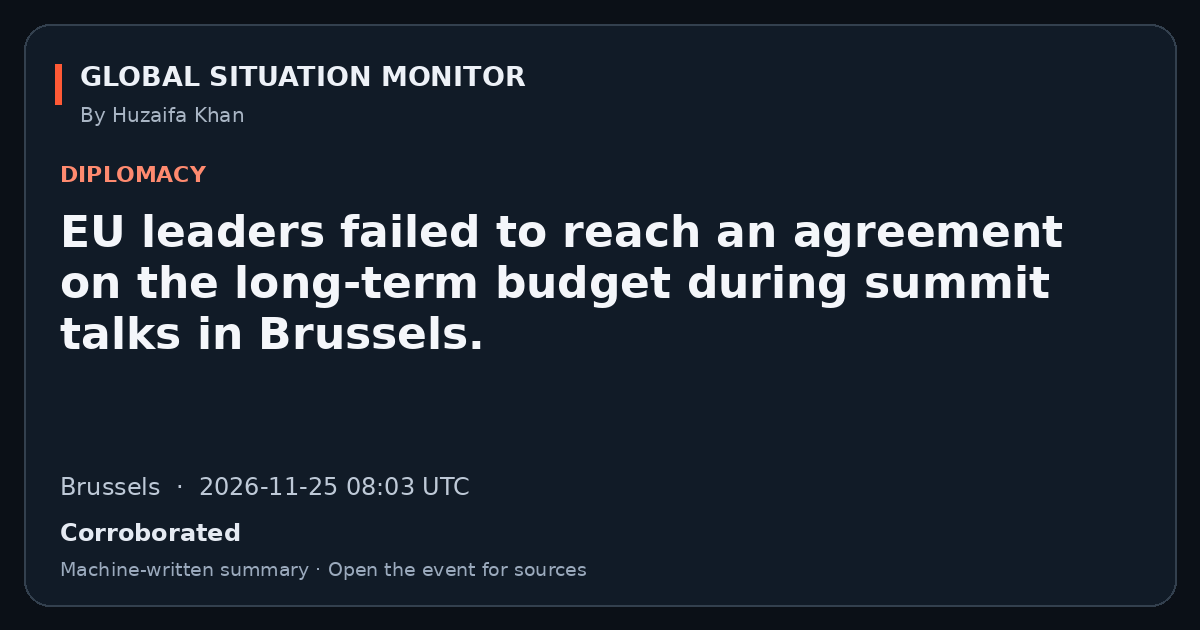 GLOBAL SITUATION MONITOR
By Huzaifa Khan
DIPLOMACY
EU leaders failed to reach an agreement
on the long-term budget during summit
talks in Brussels.
Brussels · 2026-11-25 08:03 UTC
Corroborated
Machine-written summary · Open the event for sources